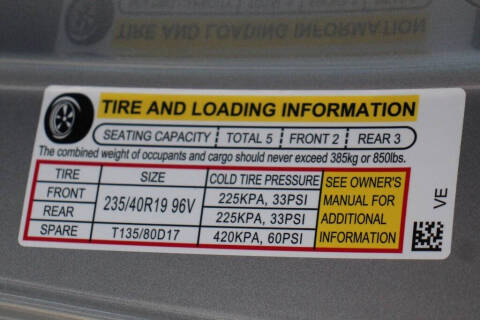 TIRE AND LOADING INFORMATION
SEATING CAPACITY | TOTAL 5 | FRONT 2 | REAR 3
The combined weight of occupants and cargo should never exceed 385kg or 850lbs.
TIRE SIZE COLD TIRE PRESSURE SEE OWNER'S MANUAL FOR ADDITIONAL INFORMATION
FRONT 235/40R19 96V 225KPA, 33PSI
REAR 225KPA, 33PSI
SPARE T135/80D17 420KPA, 60PSI
VE